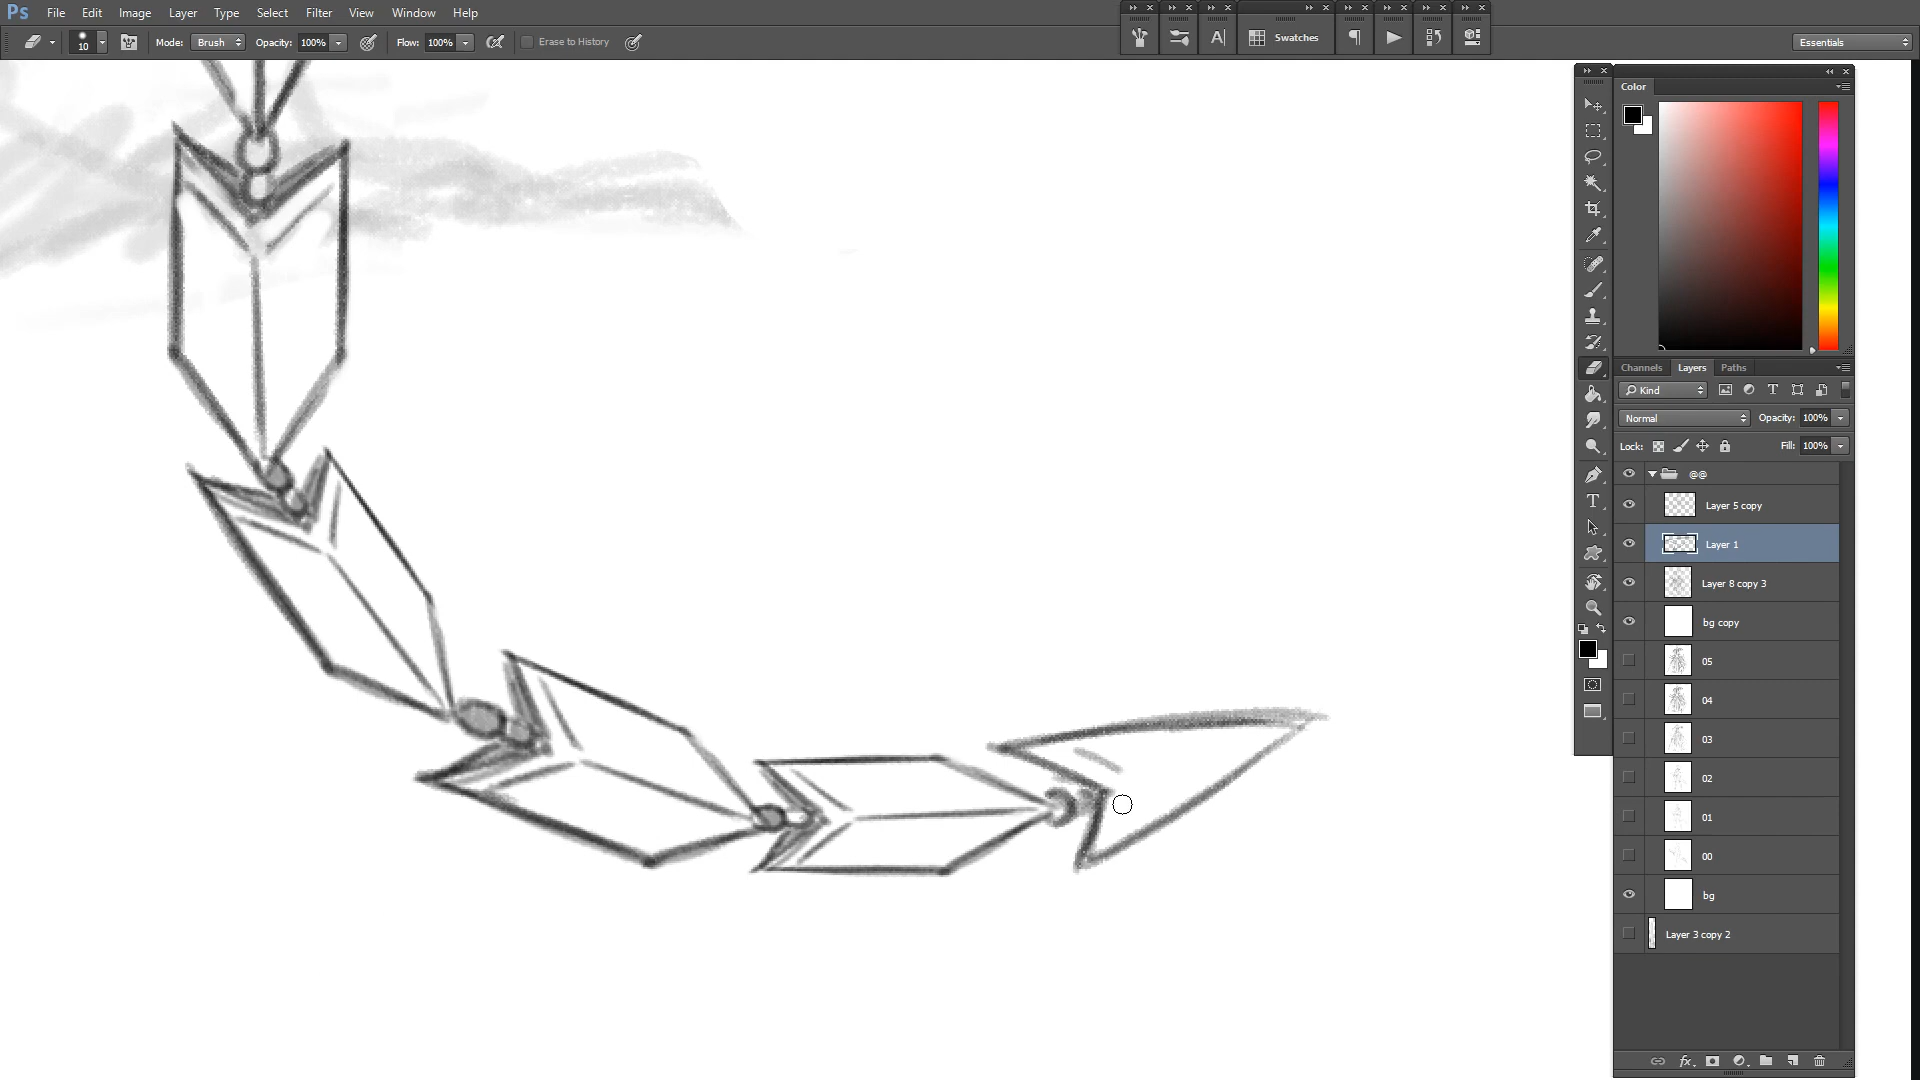 Ps File Edit Image Layer Type Select Filter View Window Help
10 Mode: Brush Opacity: 100% Flow: 100% Erase to History
A Swatches
Essentials
Color
Channels Layers Paths
Kind T
Normal Opacity: 100%
Lock: Fill: 100%
@@
Layer 5 copy
Layer 1
Layer 8 copy 3
bg copy
05
04
03
02
01
00
bg
Layer 3 copy 2
T
fx